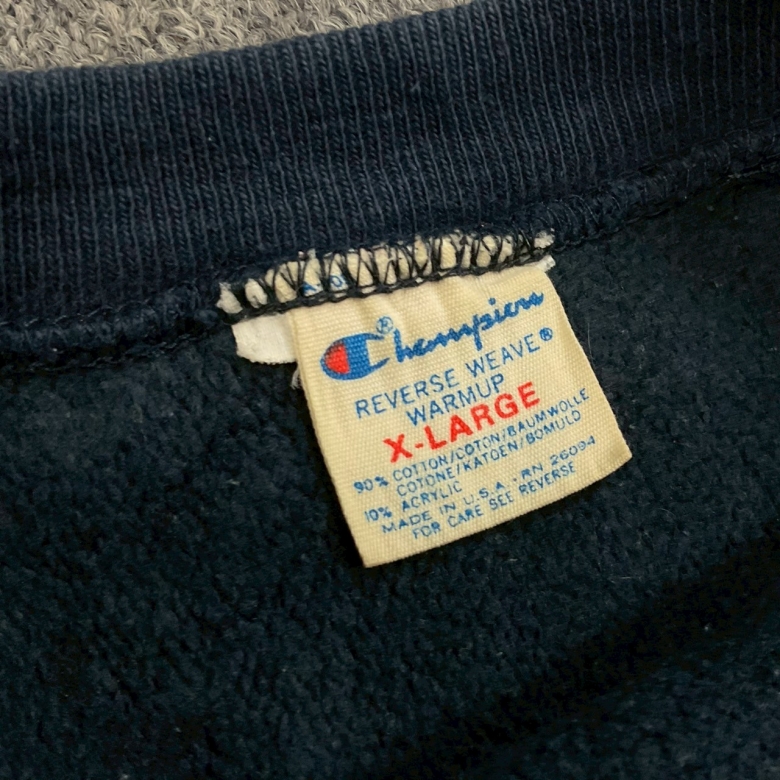 Champion®
REVERSE WEAVE®
WARMUP
X-LARGE
90% COTTON/COTON/BAUMWOLLE
COTONE/KATOEN/BOMULD
10% ACRYLIC
MADE IN U.S.A. · RN 26094
FOR CARE SEE REVERSE